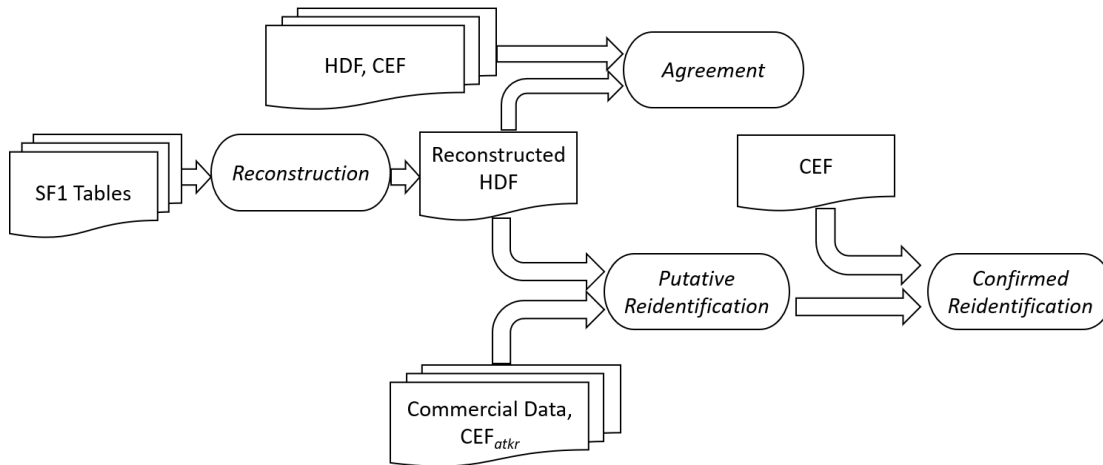 HDF, CEF
Agreement
SF1 Tables
Reconstruction
Reconstructed
HDF
CEF
Putative
Reidentification
Confirmed
Reidentification
Commercial Data,
CEFatkr